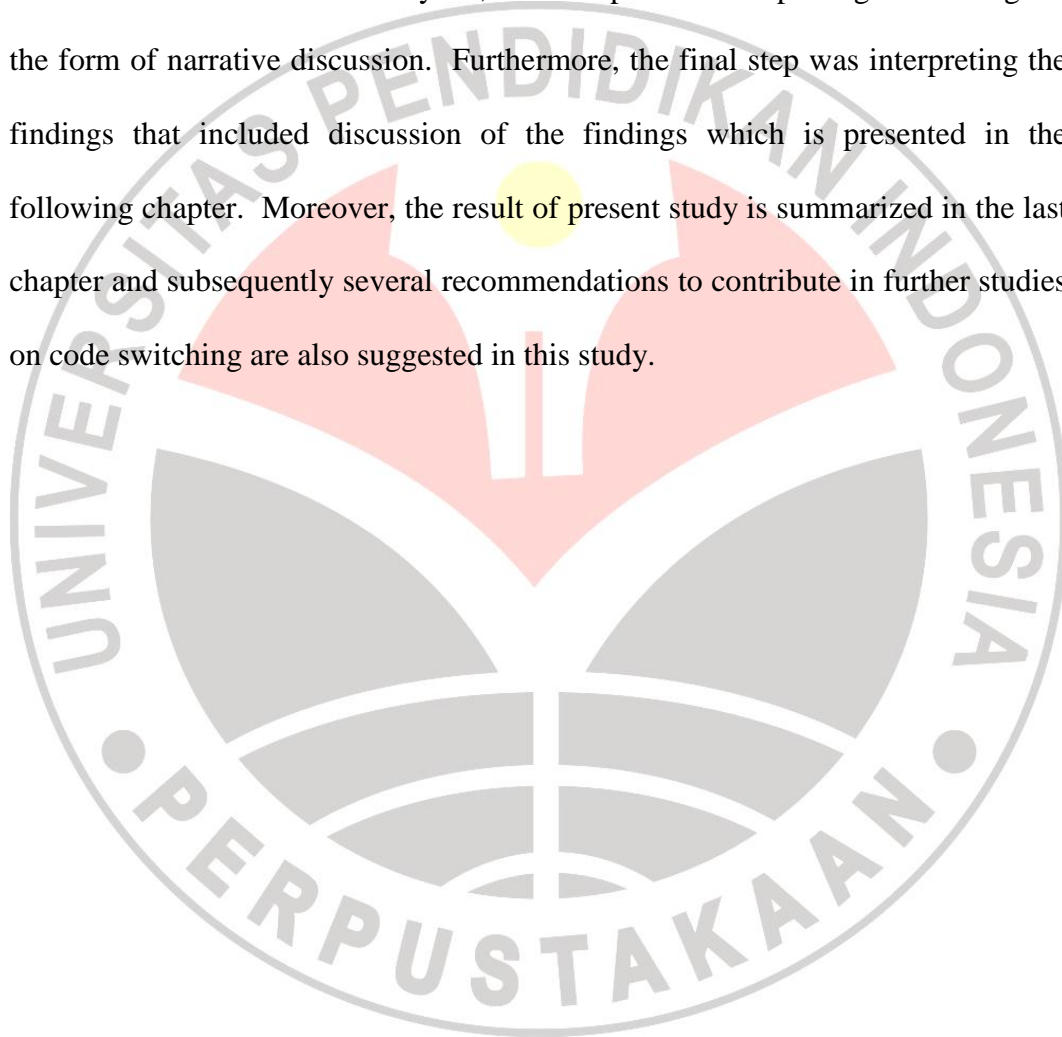 the form of narrative discussion. Furthermore, the final step was interpreting the
findings that included discussion of the findings which is presented in the
following chapter. Moreover, the result of present study is summarized in the last
chapter and subsequently several recommendations to contribute in further studies
on code switching are also suggested in this study.
UNIVERSITAS PENDIDIKAN INDONESIA
PERPUSTAKAAN